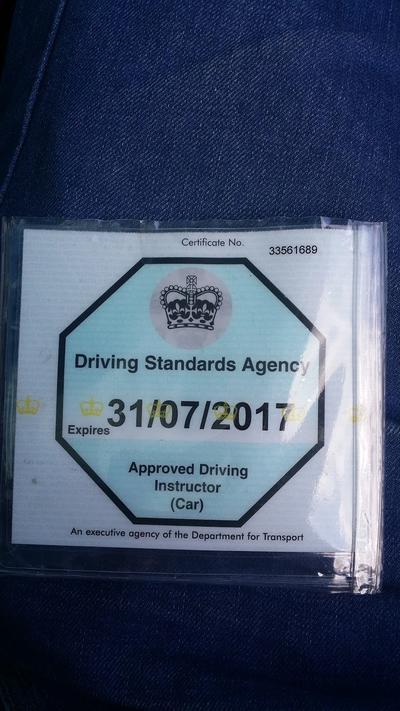 Certificate No. 33561689
Driving Standards Agency
Expires 31/07/2017
Approved Driving
Instructor
(Car)
An executive agency of the Department for Transport